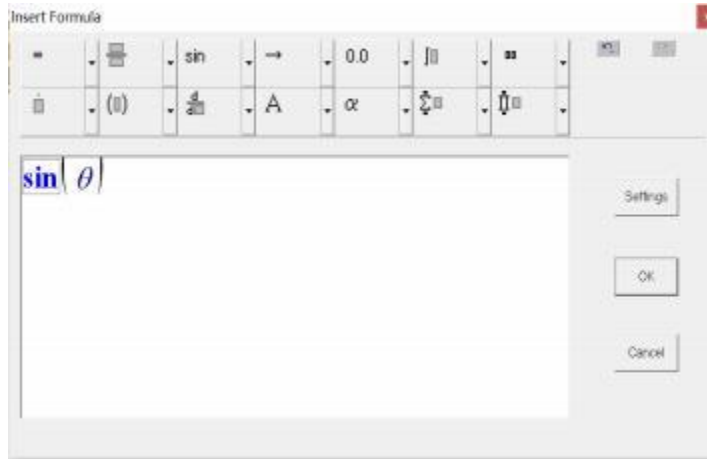 Insert Formula
sin → 0.0 ∫
(▯) d/d▯ A α Σ▯ ∏▯
sin( θ )
Settings
OK
Cancel